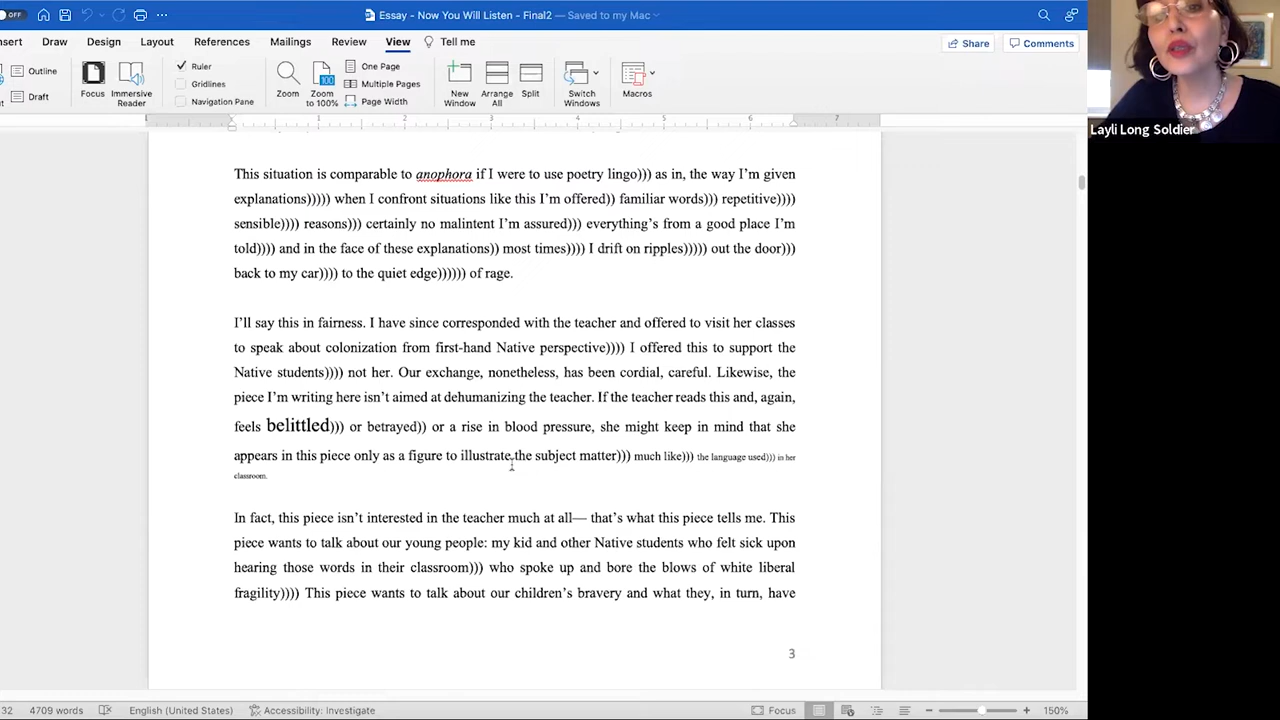 OFF
Essay - Now You Will Listen - Final2 — Saved to my Mac
nsert Draw Design Layout References Mailings Review View Tell me Share Comments
Outline
Draft
Focus
Immersive
Reader
Ruler
Gridlines
Navigation Pane
Zoom
Zoom
to 100%
One Page
Multiple Pages
Page Width
New
Window
Arrange
All
Split
Switch
Windows
Macros
1 2 3 4 5 6 7
Layli Long Soldier
This situation is comparable to anophora if I were to use poetry lingo))) as in, the way I’m given
explanations))))) when I confront situations like this I’m offered)) familiar words))) repetitive))))
sensible)))) reasons))) certainly no malintent I’m assured))) everything’s from a good place I’m
told)))) and in the face of these explanations)) most times)))) I drift on ripples))))) out the door)))
back to my car)))) to the quiet edge)))))) of rage.
I’ll say this in fairness. I have since corresponded with the teacher and offered to visit her classes
to speak about colonization from first-hand Native perspective)))) I offered this to support the
Native students)))) not her. Our exchange, nonetheless, has been cordial, careful. Likewise, the
piece I’m writing here isn’t aimed at dehumanizing the teacher. If the teacher reads this and, again,
feels belittled))) or betrayed)) or a rise in blood pressure, she might keep in mind that she
appears in this piece only as a figure to illustrate the subject matter))) much like))) the language used))) in her
classroom.
In fact, this piece isn’t interested in the teacher much at all— that’s what this piece tells me. This
piece wants to talk about our young people: my kid and other Native students who felt sick upon
hearing those words in their classroom))) who spoke up and bore the blows of white liberal
fragility)))) This piece wants to talk about our children’s bravery and what they, in turn, have
3
32 4709 words English (United States) Accessibility: Investigate Focus 150%